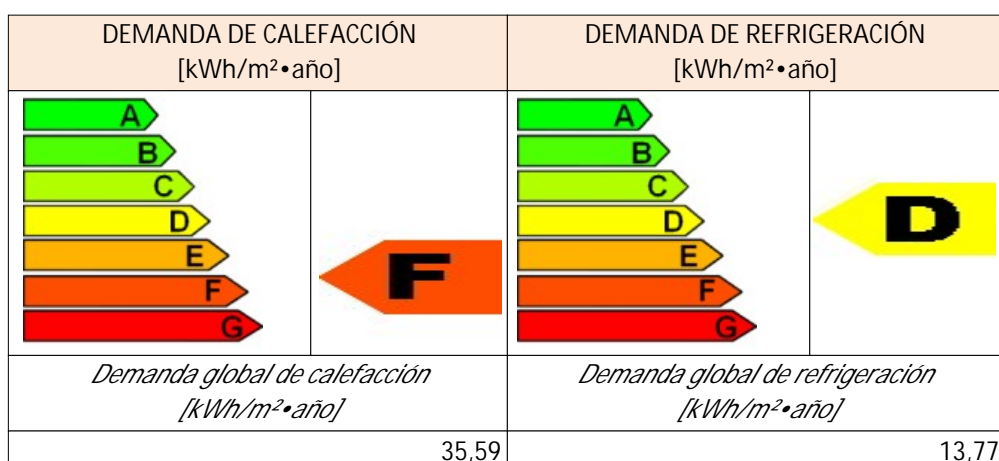 DEMANDA DE CALEFACCIÓN
[kWh/m²•año]
DEMANDA DE REFRIGERACIÓN
[kWh/m²•año]
A
B
C
D
E
F
G
F
A
B
C
D
E
F
G
D
Demanda global de calefacción
[kWh/m²•año]
Demanda global de refrigeración
[kWh/m²•año]
35,59
13,77